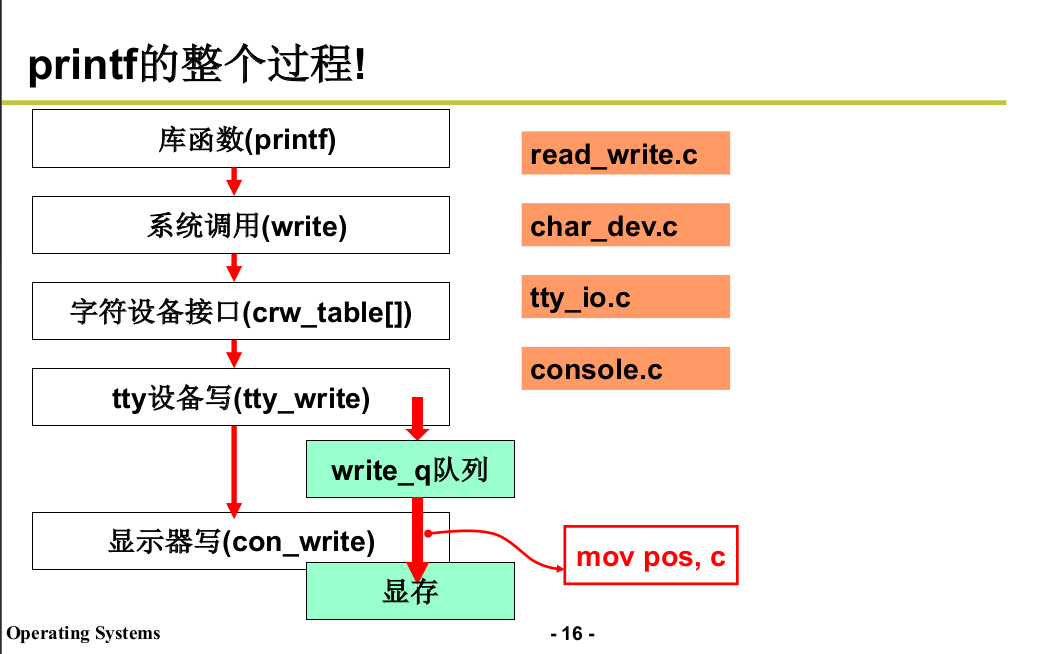 printf的整个过程!
库函数(printf)
系统调用(write)
字符设备接口(crw_table[])
tty设备写(tty_write)
write_q队列
显示器写(con_write)
显存
read_write.c
char_dev.c
tty_io.c
console.c
mov pos, c
Operating Systems
- 16 -